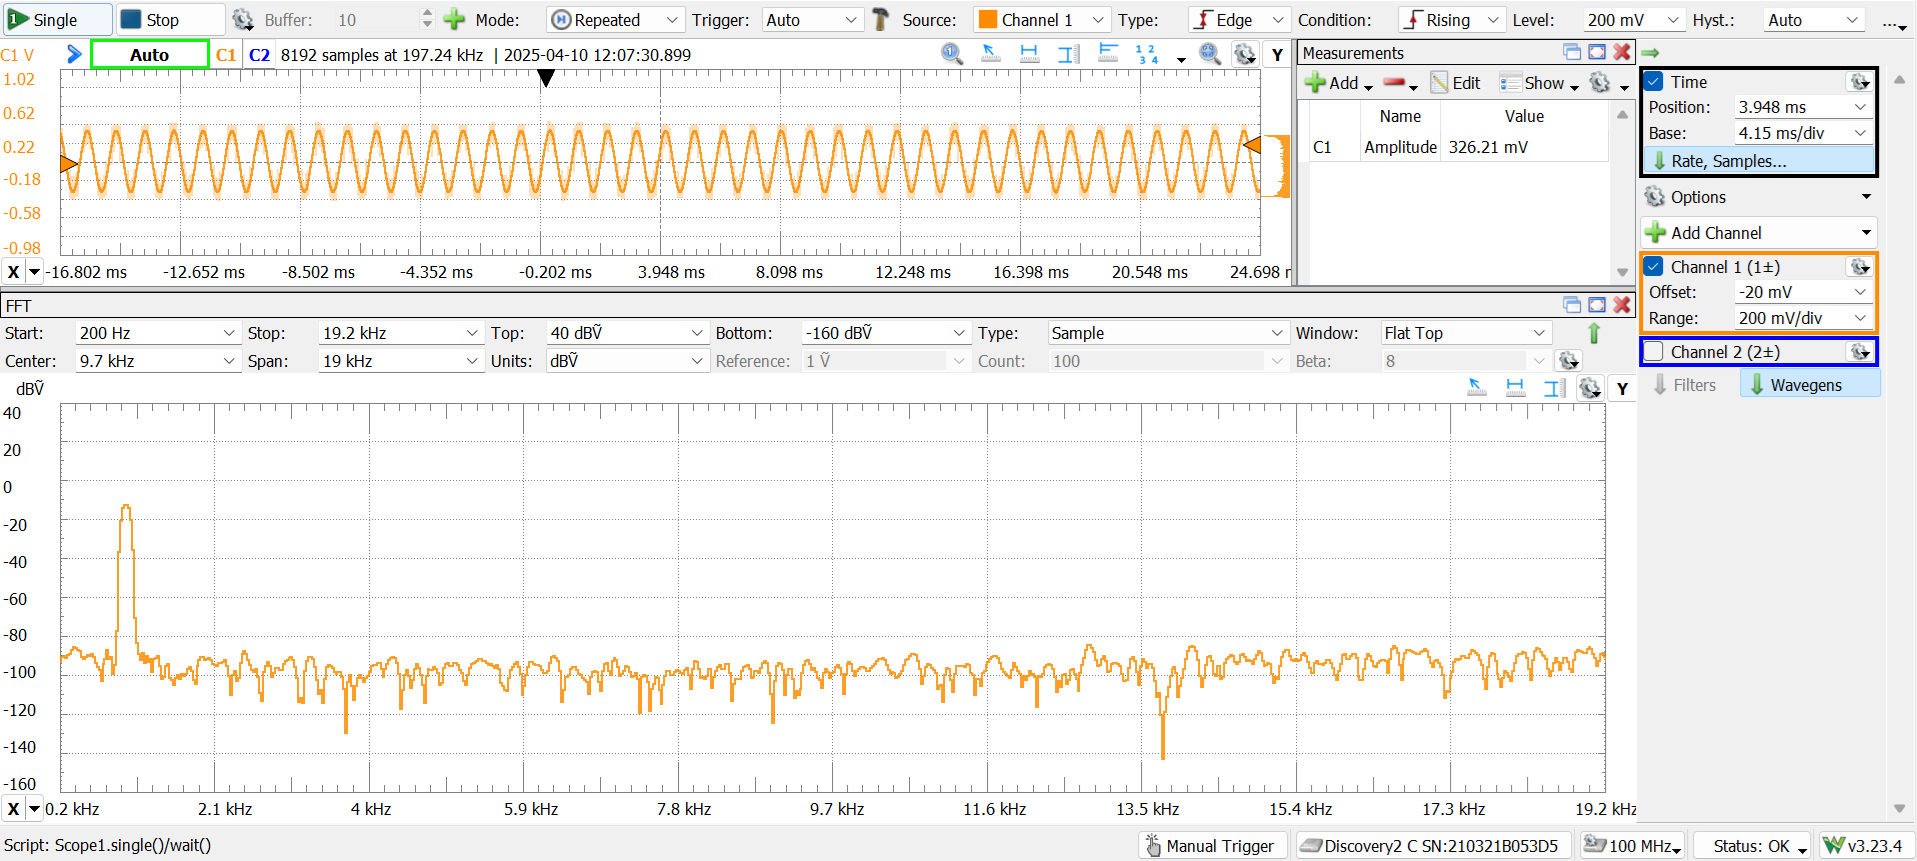 Single Stop Buffer: 10 Mode: Repeated Trigger: Auto Source: Channel 1 Type: Edge Condition: Rising Level: 200 mV Hyst.: Auto ...
C1 V Auto C1 C2 8192 samples at 197.24 kHz | 2025-04-10 12:07:30.899 Y
1.02
0.62
0.22
-0.18
-0.58
-0.98
X -16.802 ms -12.652 ms -8.502 ms -4.352 ms -0.202 ms 3.948 ms 8.098 ms 12.248 ms 16.398 ms 20.548 ms 24.698 r
Measurements
Add Edit Show
Name Value
C1 Amplitude 326.21 mV
Time
Position: 3.948 ms
Base: 4.15 ms/div
Rate, Samples...
Options
Add Channel
Channel 1 (1±)
Offset: -20 mV
Range: 200 mV/div
Channel 2 (2±)
Filters Wavegens
FFT
Start: 200 Hz Stop: 19.2 kHz Top: 40 dBṼ Bottom: -160 dBṼ Type: Sample Window: Flat Top
Center: 9.7 kHz Span: 19 kHz Units: dBṼ Reference: 1 Ṽ Count: 100 Beta: 8
dBṼ Y
40
20
0
-20
-40
-60
-80
-100
-120
-140
-160
X 0.2 kHz 2.1 kHz 4 kHz 5.9 kHz 7.8 kHz 9.7 kHz 11.6 kHz 13.5 kHz 15.4 kHz 17.3 kHz 19.2 kHz
Script: Scope1.single()/wait() Manual Trigger Discovery2 C SN:210321B053D5 100 MHz Status: OK v3.23.4